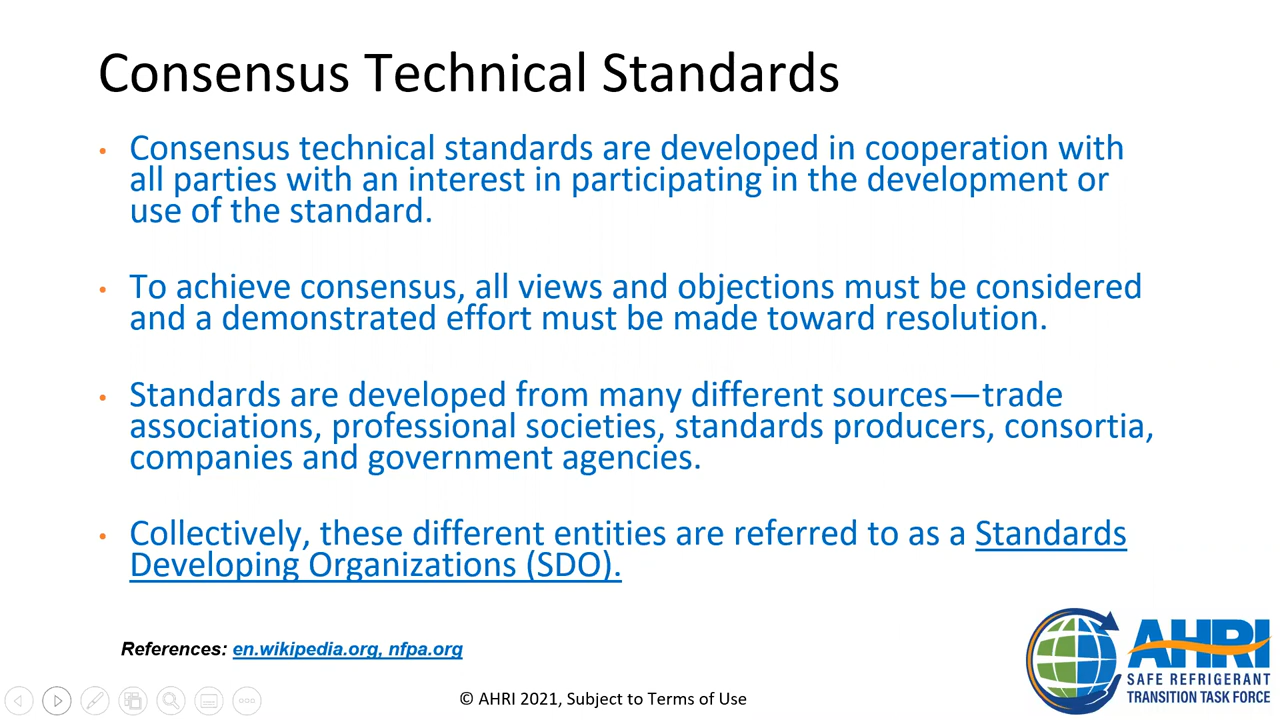 Consensus Technical Standards
• Consensus technical standards are developed in cooperation with
all parties with an interest in participating in the development or
use of the standard.
• To achieve consensus, all views and objections must be considered
and a demonstrated effort must be made toward resolution.
• Standards are developed from many different sources—trade
associations, professional societies, standards producers, consortia,
companies and government agencies.
• Collectively, these different entities are referred to as a Standards
Developing Organizations (SDO).
References: en.wikipedia.org, nfpa.org
AHRI
SAFE REFRIGERANT
TRANSITION TASK FORCE
© AHRI 2021, Subject to Terms of Use